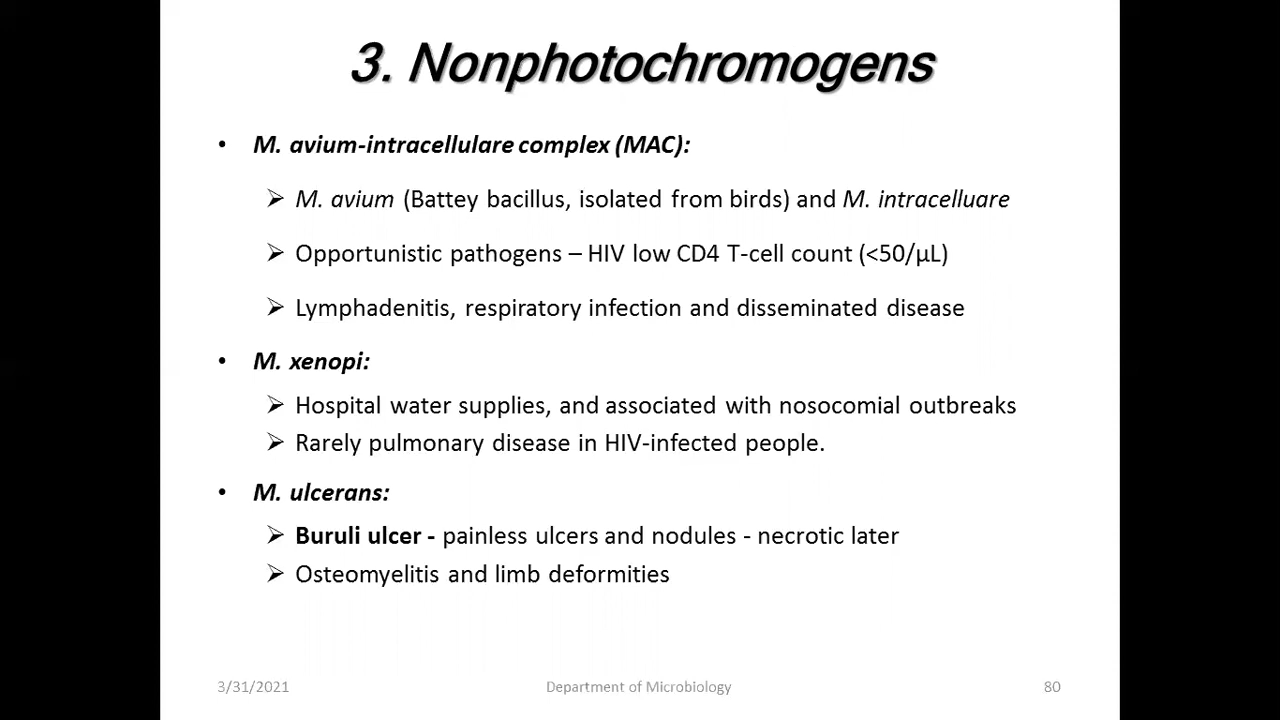 3. Nonphotochromogens
• M. avium-intracellulare complex (MAC):
➢ M. avium (Battey bacillus, isolated from birds) and M. intracelluare
➢ Opportunistic pathogens – HIV low CD4 T-cell count (<50/µL)
➢ Lymphadenitis, respiratory infection and disseminated disease
• M. xenopi:
➢ Hospital water supplies, and associated with nosocomial outbreaks
➢ Rarely pulmonary disease in HIV-infected people.
• M. ulcerans:
➢ Buruli ulcer - painless ulcers and nodules - necrotic later
➢ Osteomyelitis and limb deformities
3/31/2021 Department of Microbiology 80